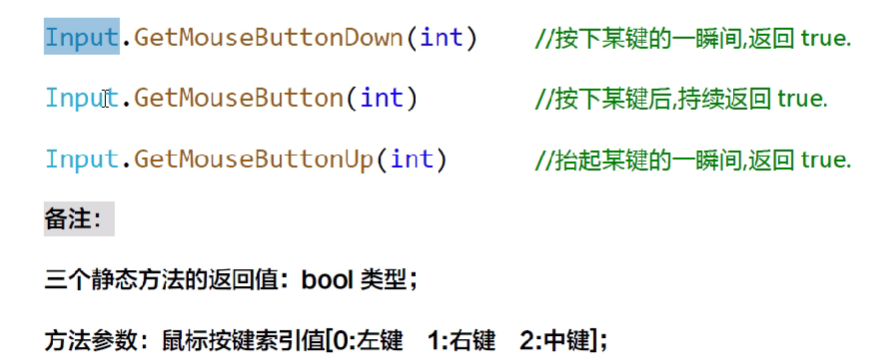 Input.GetMouseButtonDown(int) //按下某键的一瞬间,返回 true.
Input.GetMouseButton(int) //按下某键后,持续返回 true.
Input.GetMouseButtonUp(int) //抬起某键的一瞬间,返回 true.
备注：
三个静态方法的返回值：bool 类型；
方法参数：鼠标按键索引值[0:左键 1:右键 2:中键]；